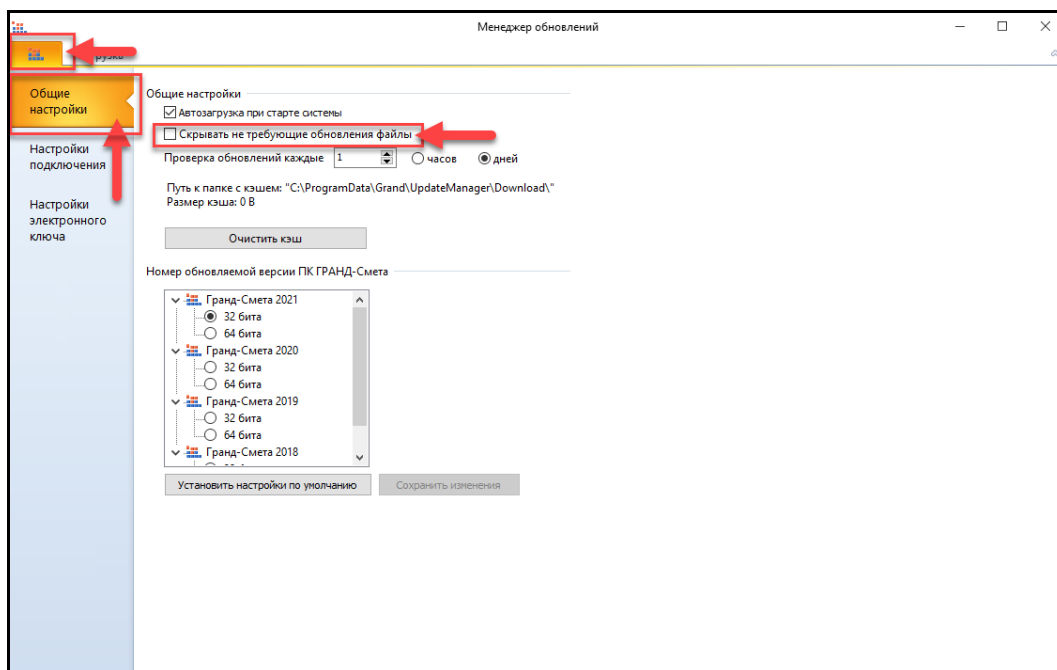 Менеджер обновлений
Общие
настройки
Настройки
подключения
Настройки
электронного
ключа
Общие настройки
Автозагрузка при старте системы
Скрывать не требующие обновления файлы
Проверка обновлений каждые 1 часов дней
Путь к папке с кэшем: "C:\ProgramData\Grand\UpdateManager\Download\"
Размер кэша: 0 B
Очистить кэш
Номер обновляемой версии ПК ГРАНД-Смета
Гранд-Смета 2021
32 бита
64 бита
Гранд-Смета 2020
32 бита
64 бита
Гранд-Смета 2019
32 бита
64 бита
Гранд-Смета 2018
Установить настройки по умолчанию Сохранить изменения